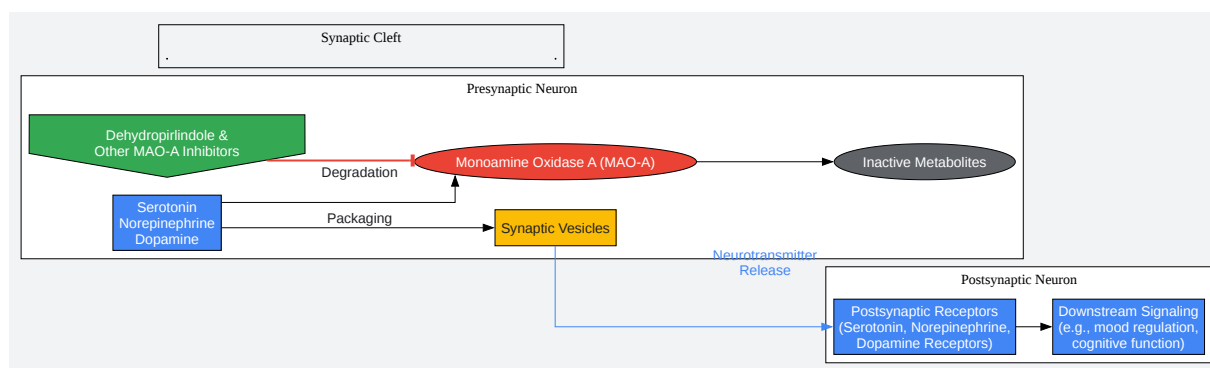 Synaptic Cleft
. .
Presynaptic Neuron
Dehydropirlindole &
Other MAO-A Inhibitors
Degradation
Monoamine Oxidase A (MAO-A)
Inactive Metabolites
Serotonin
Norepinephrine
Dopamine
Packaging
Synaptic Vesicles
Neurotransmitter
Release
Postsynaptic Neuron
Postsynaptic Receptors
(Serotonin, Norepinephrine,
Dopamine Receptors)
Downstream Signaling
(e.g., mood regulation,
cognitive function)